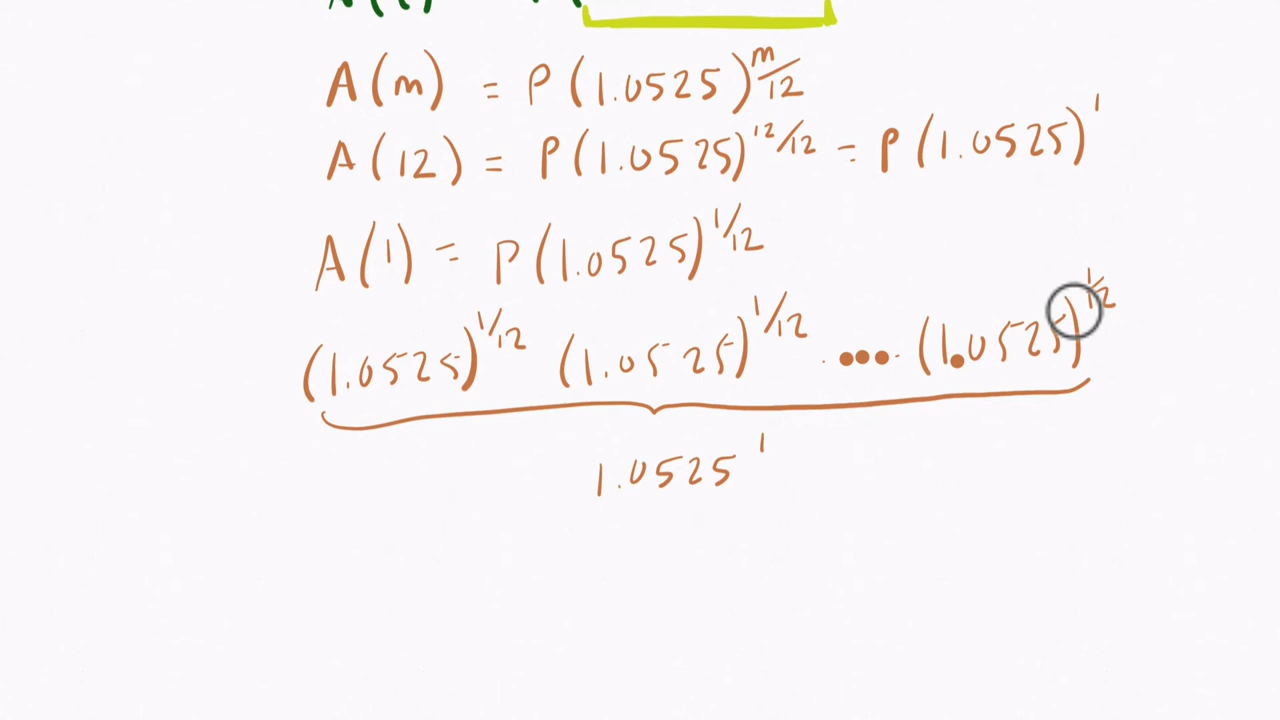 A(m) = P(1.0525)^m/12
A(12) = P(1.0525)^12/12 = P(1.0525)^1
A(1) = P(1.0525)^1/12
(1.0525)^1/12 (1.0525)^1/12 ..... (1.0525)^1/12
1.0525^1